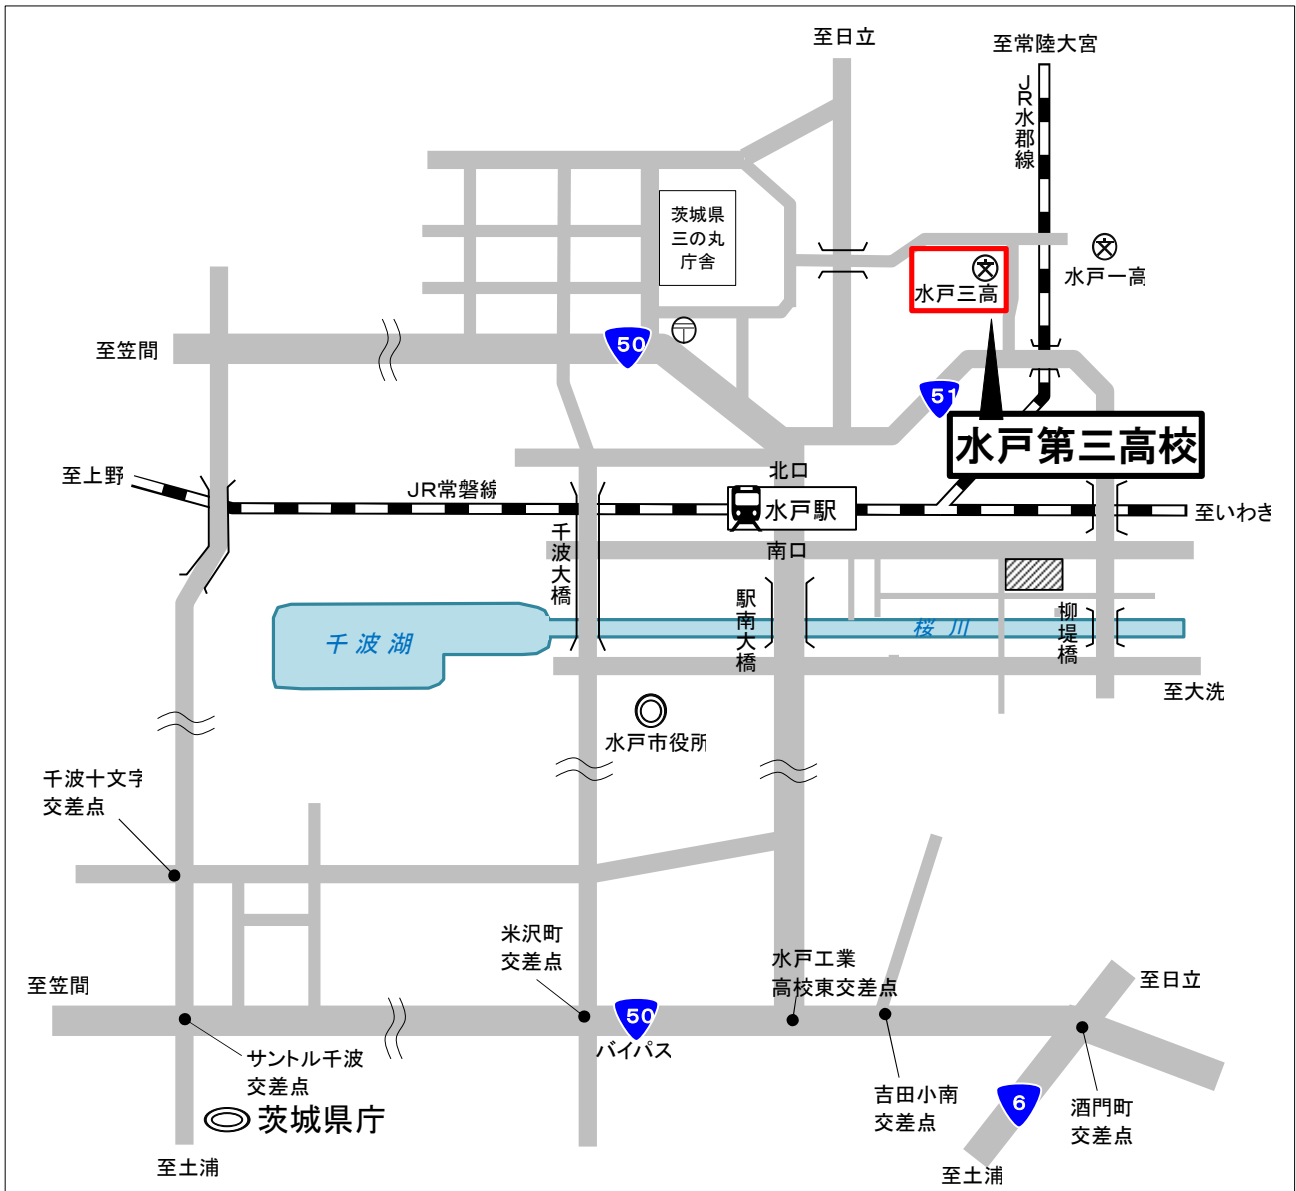 至日立
至常陸大宮
JR水郡線
茨城県
三の丸
庁舎
水戸一高
水戸三高
至笠間
50
51
水戸第三高校
北口
至上野
JR常磐線
水戸駅
至いわき
南口
千波大橋
駅南大橋
柳堤橋
千波湖
桜川
至大洗
水戸市役所
千波十文字
交差点
米沢町
交差点
水戸工業
高校東交差点
至笠間
至日立
50
バイパス
サントル千波
交差点
吉田小南
交差点
6
酒門町
交差点
茨城県庁
至土浦
至土浦